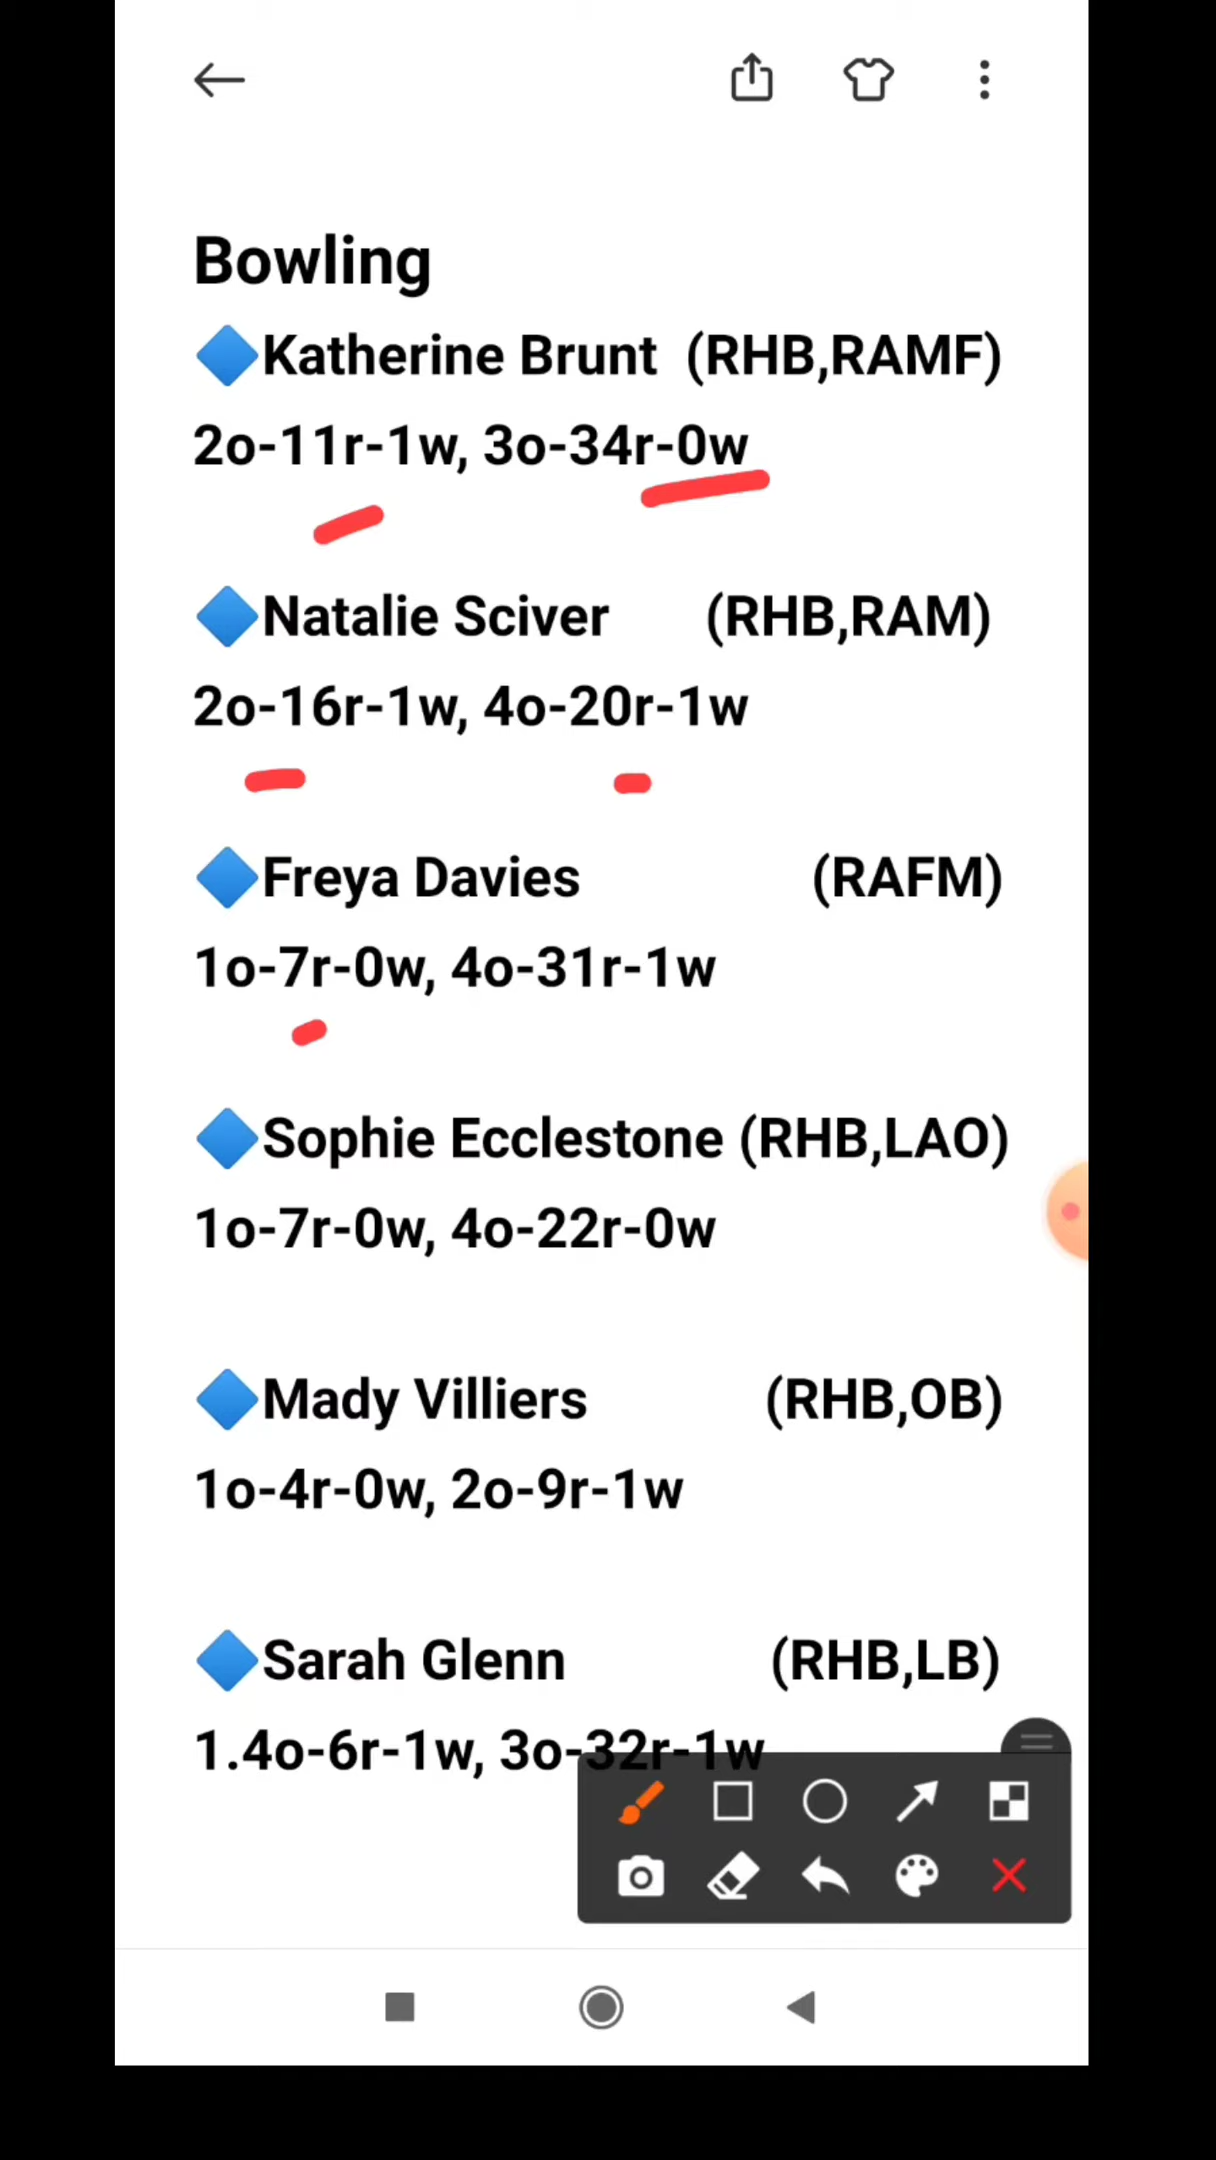 Bowling
🔷Katherine Brunt (RHB,RAMF)
2o-11r-1w, 3o-34r-0w
🔷Natalie Sciver (RHB,RAM)
2o-16r-1w, 4o-20r-1w
🔷Freya Davies (RAFM)
1o-7r-0w, 4o-31r-1w
🔷Sophie Ecclestone (RHB,LAO)
1o-7r-0w, 4o-22r-0w
🔷Mady Villiers (RHB,OB)
1o-4r-0w, 2o-9r-1w
🔷Sarah Glenn (RHB,LB)
1.4o-6r-1w, 3o-32r-1w